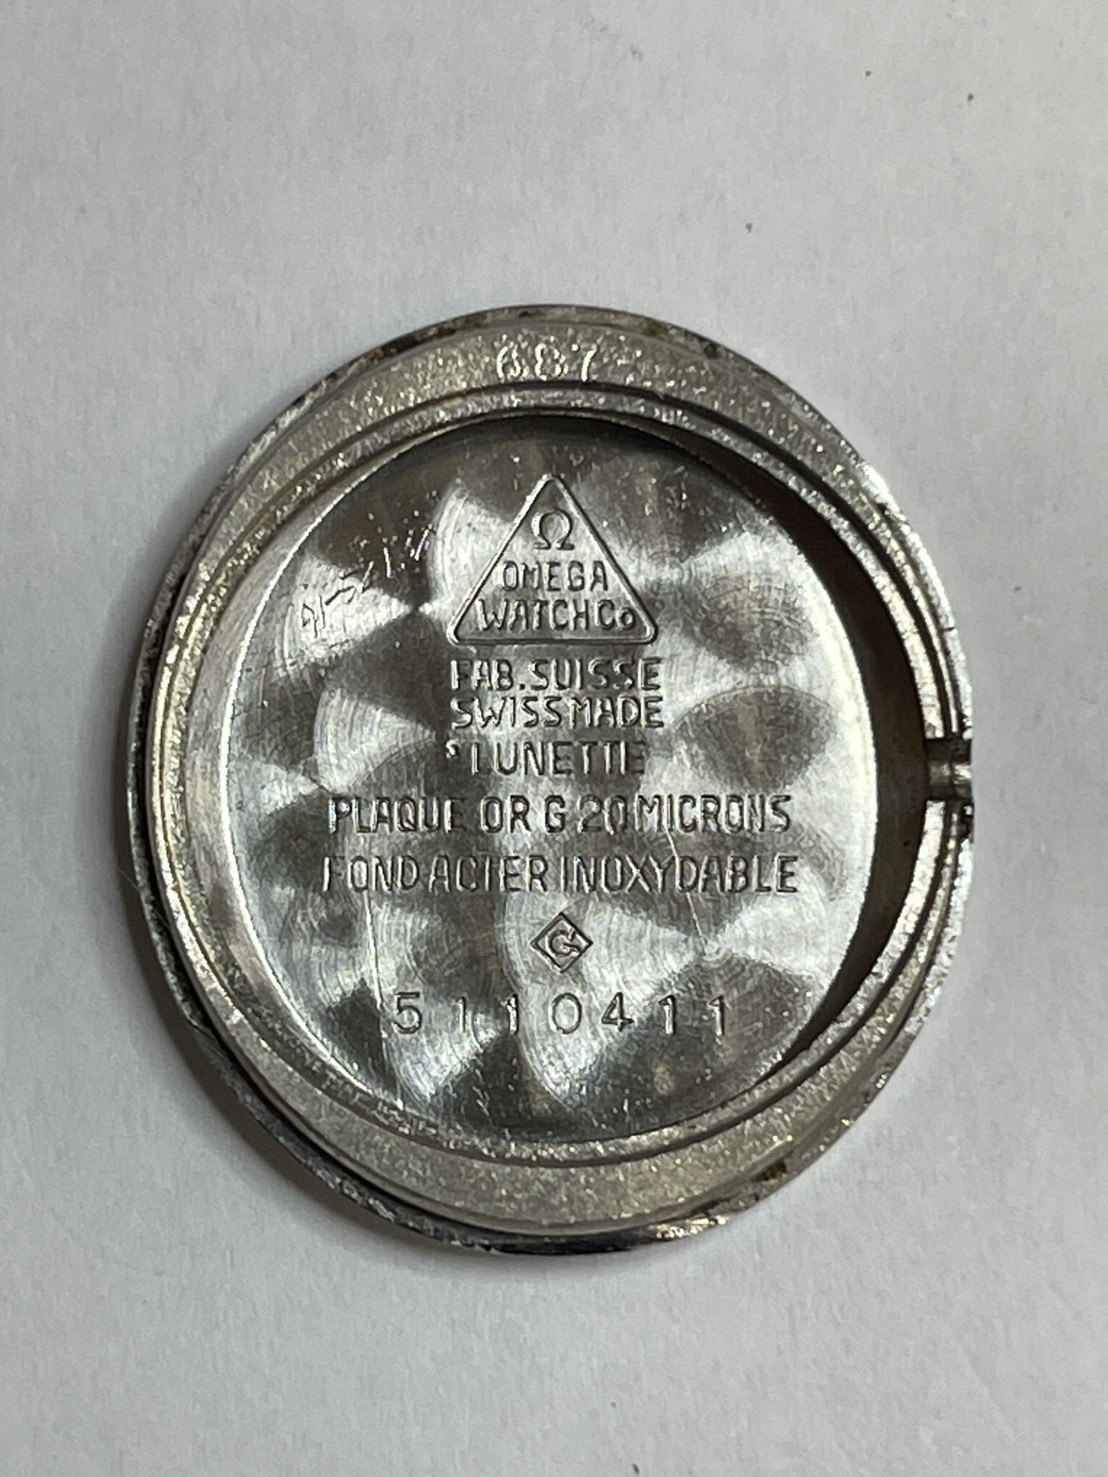 687
Ω
OMEGA
WATCH Co
FAB. SUISSE
SWISS MADE
LUNETTE
PLAQUE OR G 20 MICRONS
FOND ACIER INOXYDABLE
G
5110411